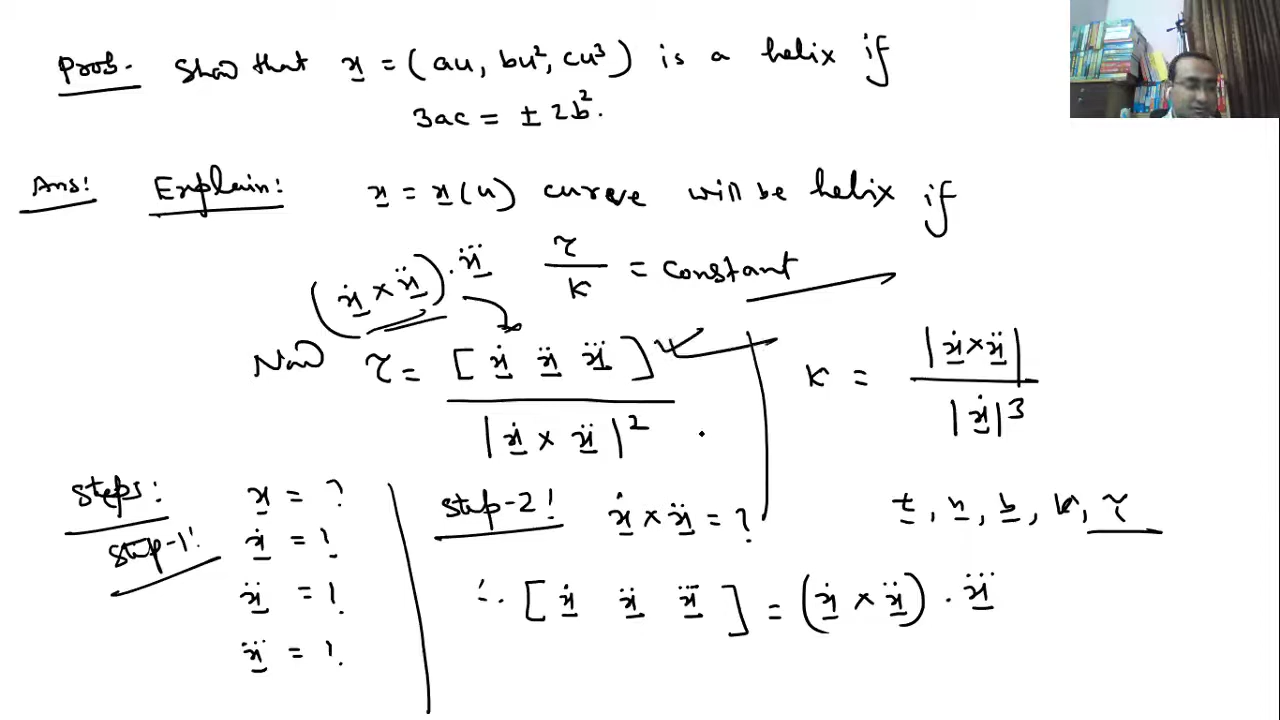 Prob. Show that x = (au, bu², cu³) is a helix if
3ac = ± 2b².
Ans: Explain: x = x(u) curve will be helix if
τ/κ = constant
(ẋ × ẍ) · x⃛
Now τ = [ẋ ẍ x⃛] / |ẋ × ẍ|² . κ = |ẋ × ẍ| / |ẋ|³
Steps:
Step-1: x = ?
ẋ = ?
ẍ = ?
x⃛ = ?
Step-2! ẋ × ẍ = ? t, n, b, κ, τ
∴ [ẋ ẍ x⃛] = (ẋ × ẍ) · x⃛